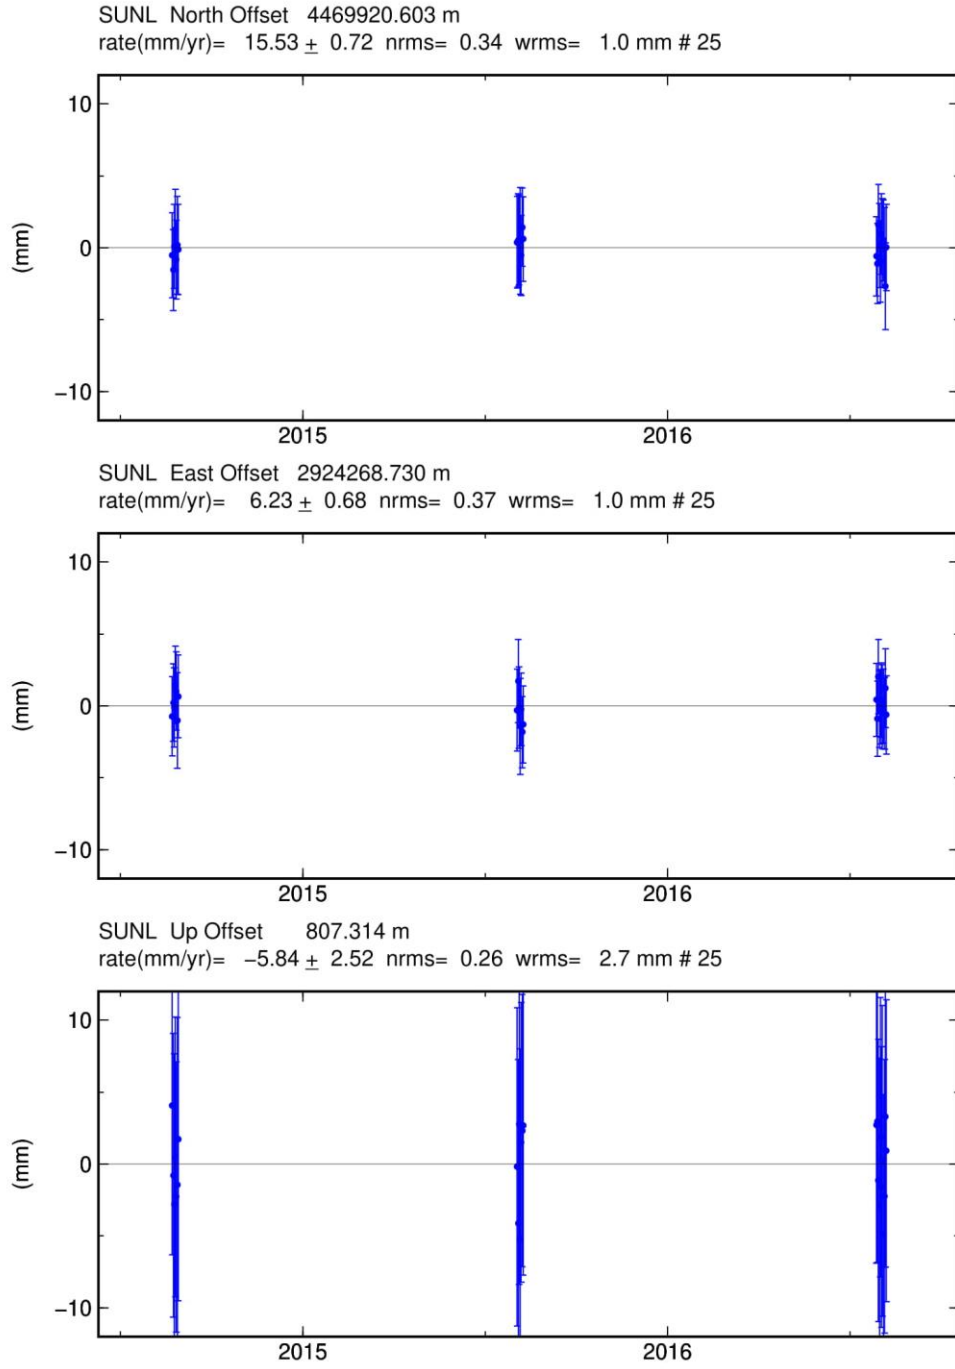 SUNL North Offset 4469920.603 m
rate(mm/yr)= 15.53 ± 0.72 nrms= 0.34 wrms= 1.0 mm # 25
10
0
−10
(mm)
2015 2016
SUNL East Offset 2924268.730 m
rate(mm/yr)= 6.23 ± 0.68 nrms= 0.37 wrms= 1.0 mm # 25
10
0
−10
(mm)
2015 2016
SUNL Up Offset 807.314 m
rate(mm/yr)= −5.84 ± 2.52 nrms= 0.26 wrms= 2.7 mm # 25
10
0
−10
(mm)
2015 2016